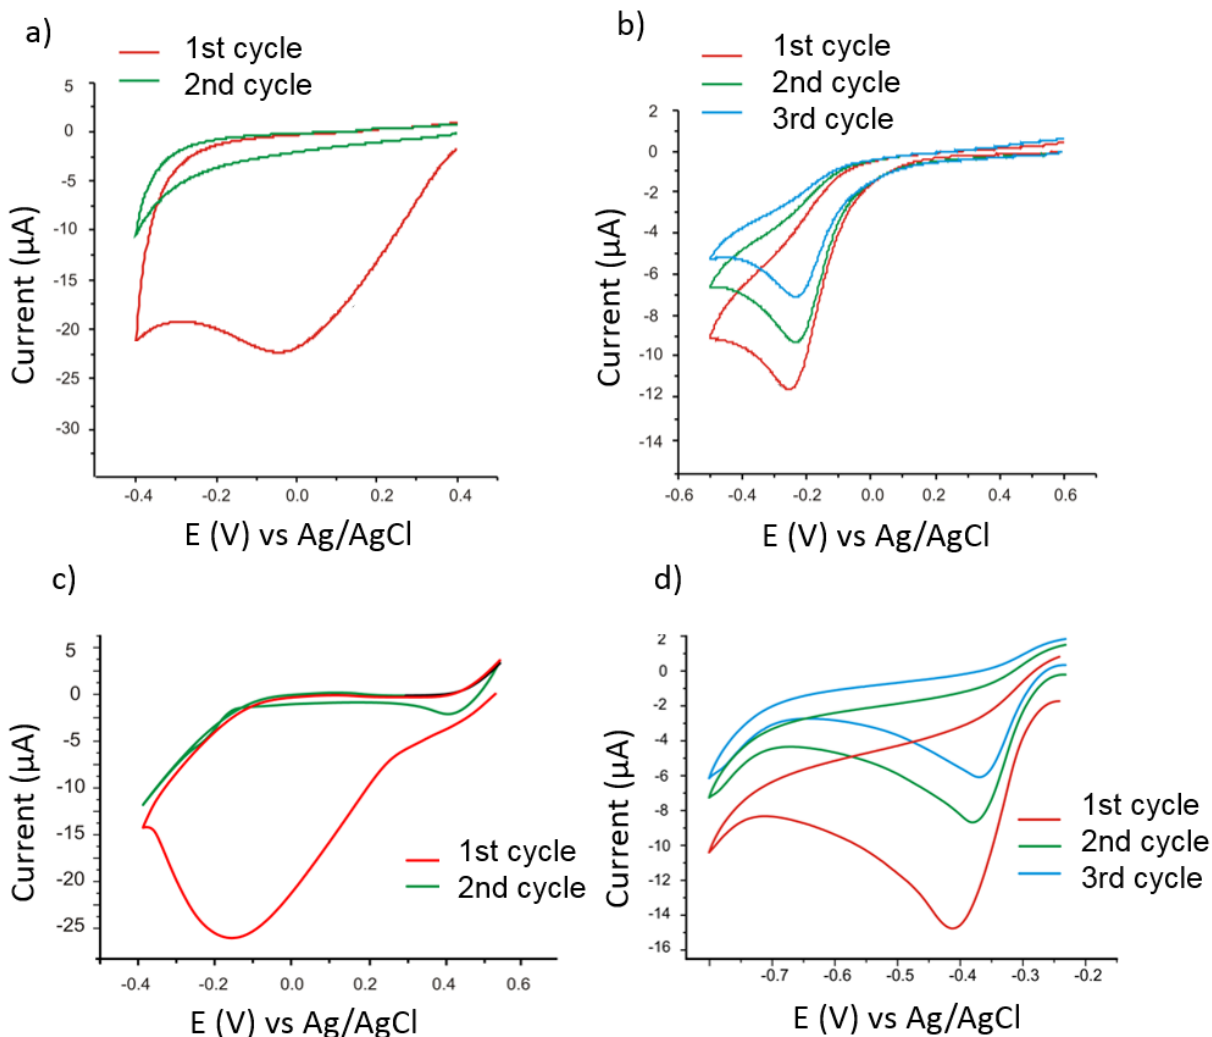 a)
1st cycle
2nd cycle
5
0
-5
-10
-15
-20
-25
-30
Current (µA)
-0.4 -0.2 0.0 0.2 0.4
E (V) vs Ag/AgCl
b)
1st cycle
2nd cycle
3rd cycle
2
0
-2
-4
-6
-8
-10
-12
-14
Current (µA)
-0.6 -0.4 -0.2 0.0 0.2 0.4 0.6
E (V) vs Ag/AgCl
c)
5
0
-5
-10
-15
-20
-25
Current (µA)
1st cycle
2nd cycle
-0.4 -0.2 0.0 0.2 0.4 0.6
E (V) vs Ag/AgCl
d)
2
0
-2
-4
-6
-8
-10
-12
-14
-16
Current (µA)
1st cycle
2nd cycle
3rd cycle
-0.7 -0.6 -0.5 -0.4 -0.3 -0.2
E (V) vs Ag/AgCl